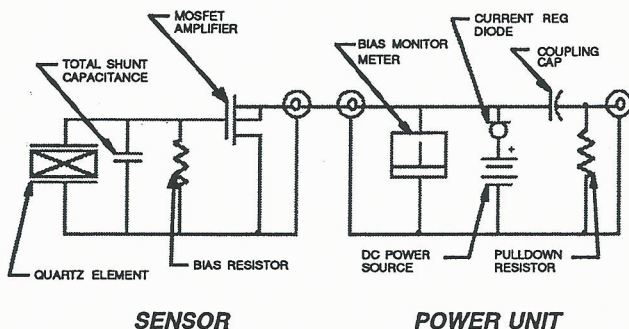 MOSFET
AMPLIFIER
CURRENT REG
DIODE
BIAS MONITOR
METER
COUPLING
CAP
TOTAL SHUNT
CAPACITANCE
+
QUARTZ ELEMENT
BIAS RESISTOR
DC POWER
SOURCE
PULLDOWN
RESISTOR
SENSOR
POWER UNIT